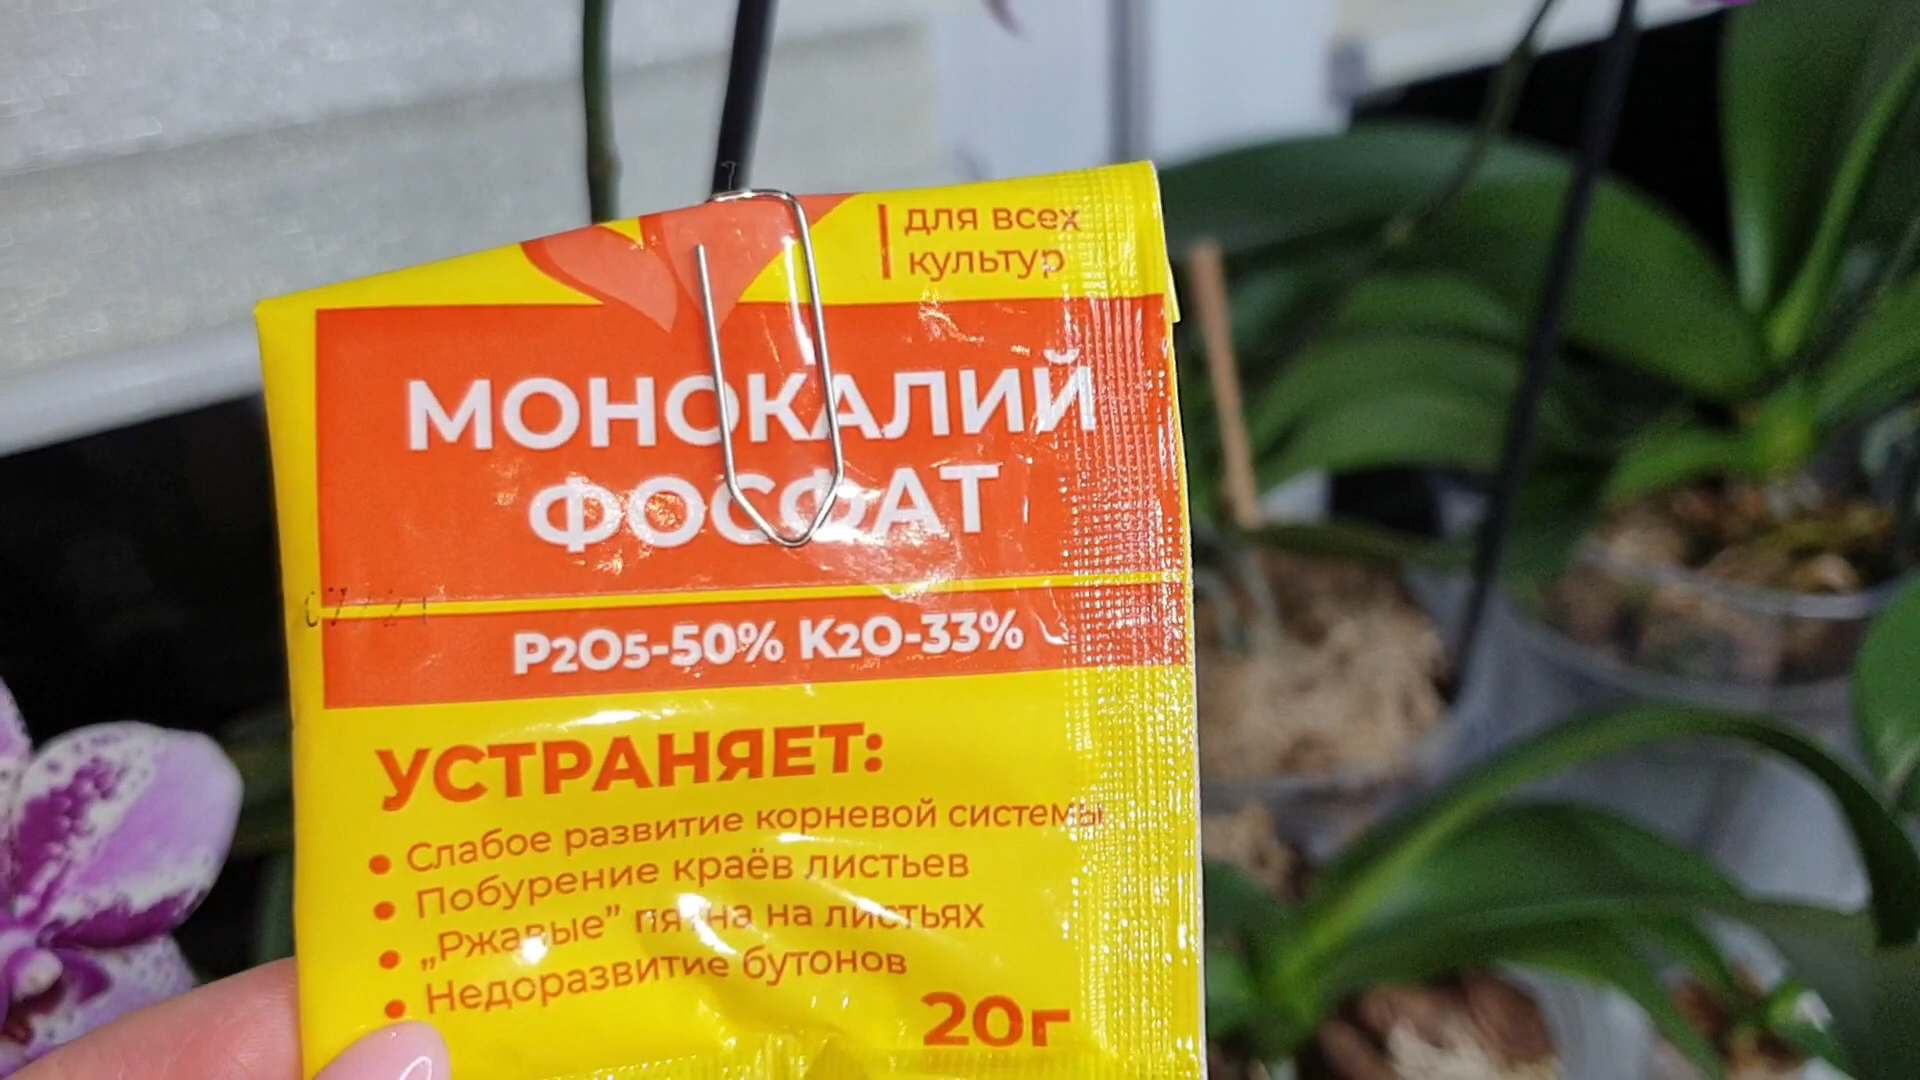 для всех
культур
МОНОКАЛИЙ
ФОСФАТ
P2O5-50% K2O-33%
УСТРАНЯЕТ:
• Слабое развитие корневой системы
• Побурение краёв листьев
• „Ржавые” пятна на листьях
• Недоразвитие бутонов
20г